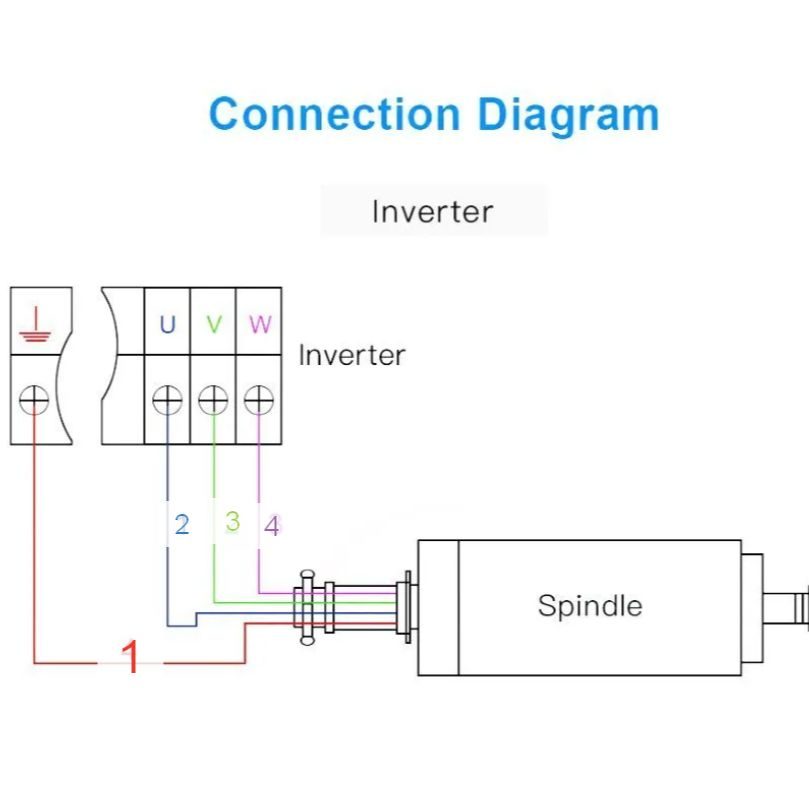 Connection Diagram
Inverter
U V W
Inverter
2 3 4
Spindle
1